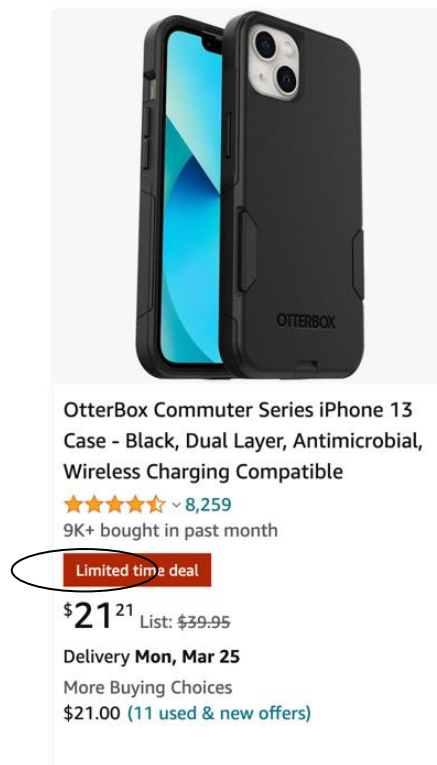 OTTERBOX
OtterBox Commuter Series iPhone 13
Case - Black, Dual Layer, Antimicrobial,
Wireless Charging Compatible
8,259
9K+ bought in past month
Limited time deal
$21 21 List: $39.95
Delivery Mon, Mar 25
More Buying Choices
$21.00 (11 used & new offers)